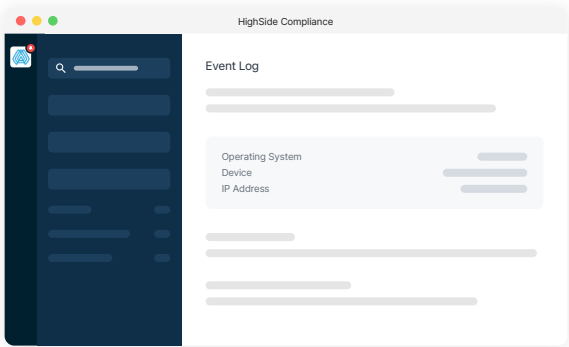 HighSide Compliance
Event Log
Operating System
Device
IP Address